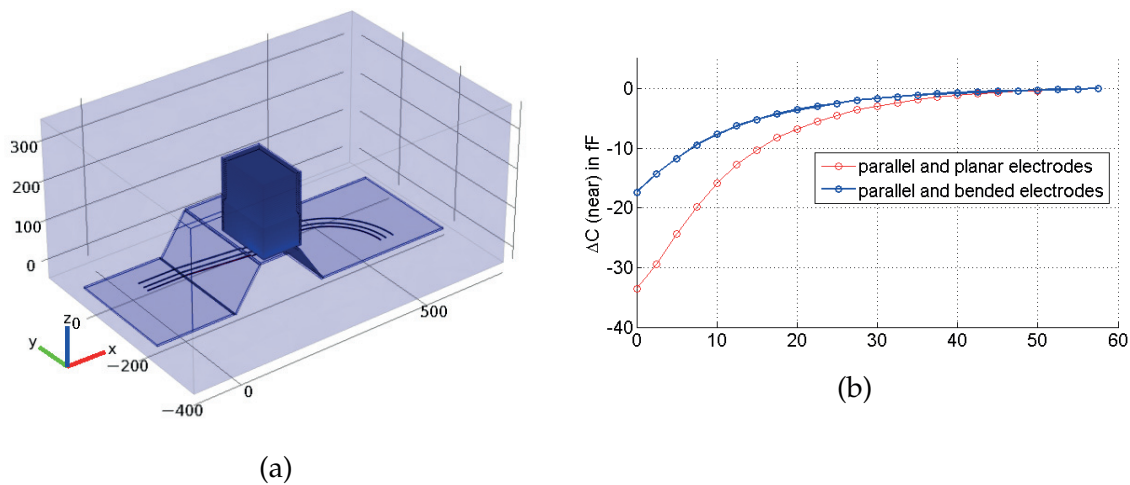 300
200
100
0
z
0
y
x
−200
−400
0
500
(a)
0
-10
-20
-30
-40
ΔC (near) in fF
parallel and planar electrodes
parallel and bended electrodes
0 10 20 30 40 50 60
(b)